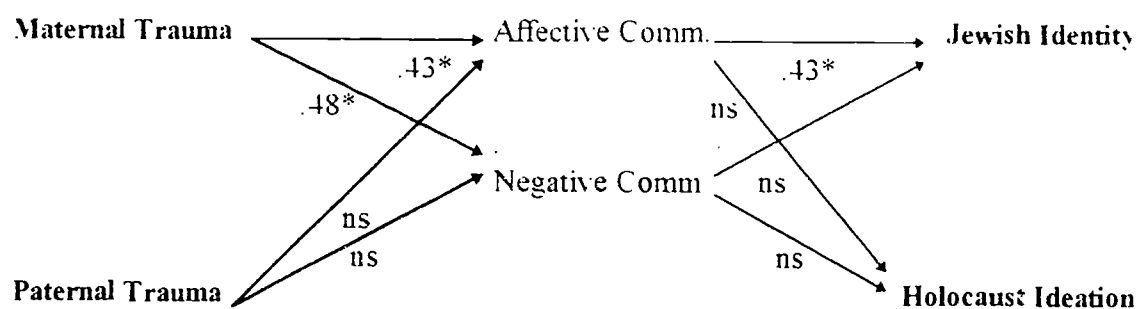 Maternal Trauma Affective Comm. Jewish Identity
.43* .43*
.48* ns
Negative Comm ns
ns
ns ns
Paternal Trauma Holocaust Ideation